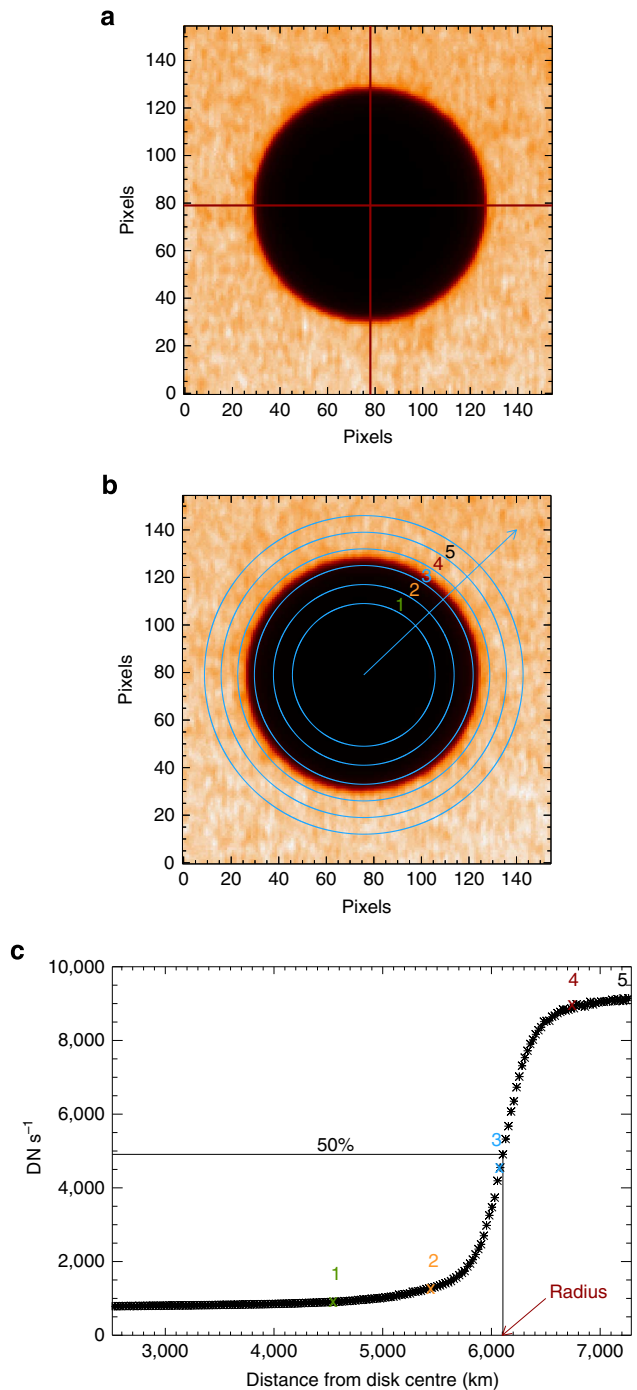 a
140
120
100
80
60
40
20
0
Pixels
0 20 40 60 80 100 120 140
Pixels
b
140
120
100
80
60
40
20
0
Pixels
5
4
3
2
1
0 20 40 60 80 100 120 140
Pixels
c
10,000
8,000
6,000
4,000
2,000
0
DN s⁻¹
4 5
3
50%
1 2
Radius
3,000 4,000 5,000 6,000 7,000
Distance from disk centre (km)